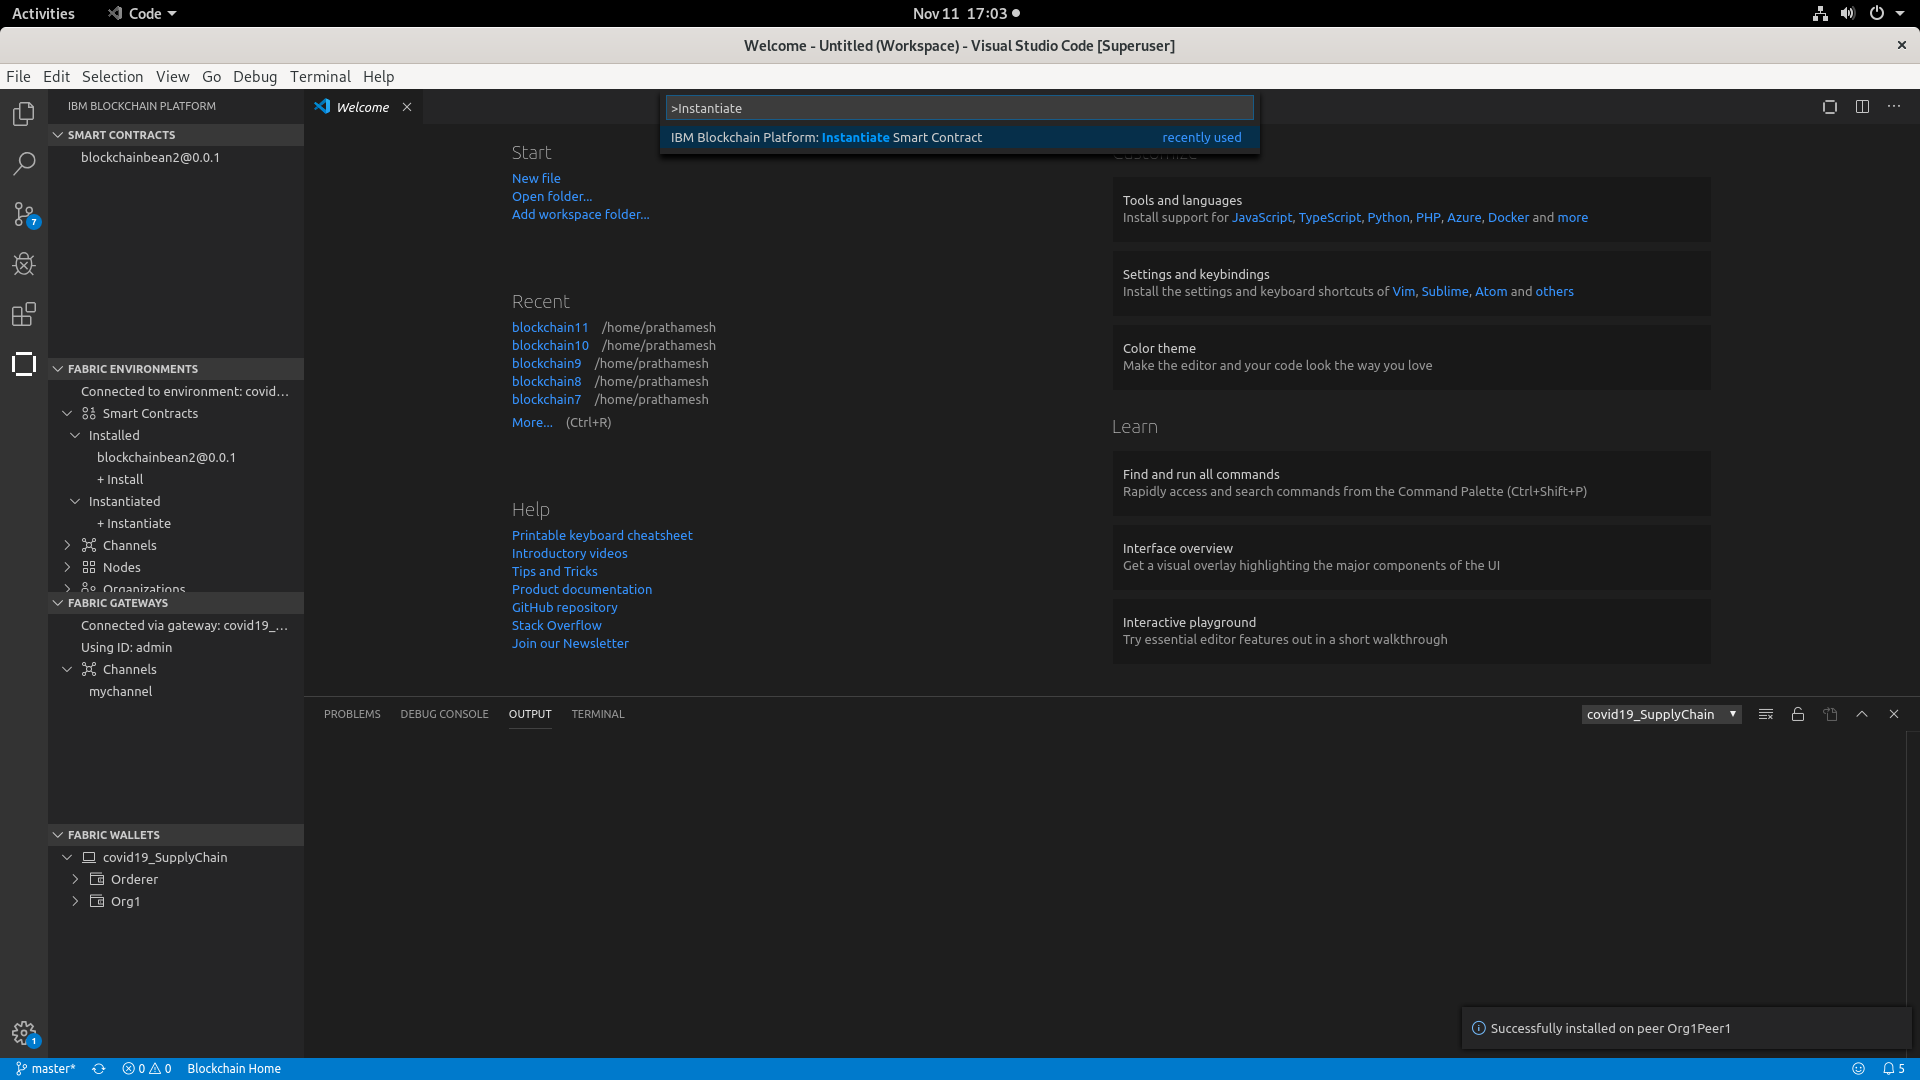 Activities
Code
Nov 11 17:03
Welcome - Untitled (Workspace) - Visual Studio Code [Superuser]
File Edit Selection View Go Debug Terminal Help
IBM BLOCKCHAIN PLATFORM
SMART CONTRACTS
blockchainbean2@0.0.1
7
FABRIC ENVIRONMENTS
Connected to environment: covid...
Smart Contracts
Installed
blockchainbean2@0.0.1
+ Install
Instantiated
+ Instantiate
Channels
Nodes
Organizations
FABRIC GATEWAYS
Connected via gateway: covid19_...
Using ID: admin
Channels
mychannel
FABRIC WALLETS
covid19_SupplyChain
Orderer
Org1
1
Welcome
>Instantiate
IBM Blockchain Platform: Instantiate Smart Contract recently used
Start
New file
Open folder...
Add workspace folder...
Recent
blockchain11 /home/prathamesh
blockchain10 /home/prathamesh
blockchain9 /home/prathamesh
blockchain8 /home/prathamesh
blockchain7 /home/prathamesh
More... (Ctrl+R)
Help
Printable keyboard cheatsheet
Introductory videos
Tips and Tricks
Product documentation
GitHub repository
Stack Overflow
Join our Newsletter
Customize
Tools and languages
Install support for JavaScript, TypeScript, Python, PHP, Azure, Docker and more
Settings and keybindings
Install the settings and keyboard shortcuts of Vim, Sublime, Atom and others
Color theme
Make the editor and your code look the way you love
Learn
Find and run all commands
Rapidly access and search commands from the Command Palette (Ctrl+Shift+P)
Interface overview
Get a visual overlay highlighting the major components of the UI
Interactive playground
Try essential editor features out in a short walkthrough
PROBLEMS DEBUG CONSOLE OUTPUT TERMINAL
covid19_SupplyChain
Successfully installed on peer Org1Peer1
master* 0 0 Blockchain Home
5